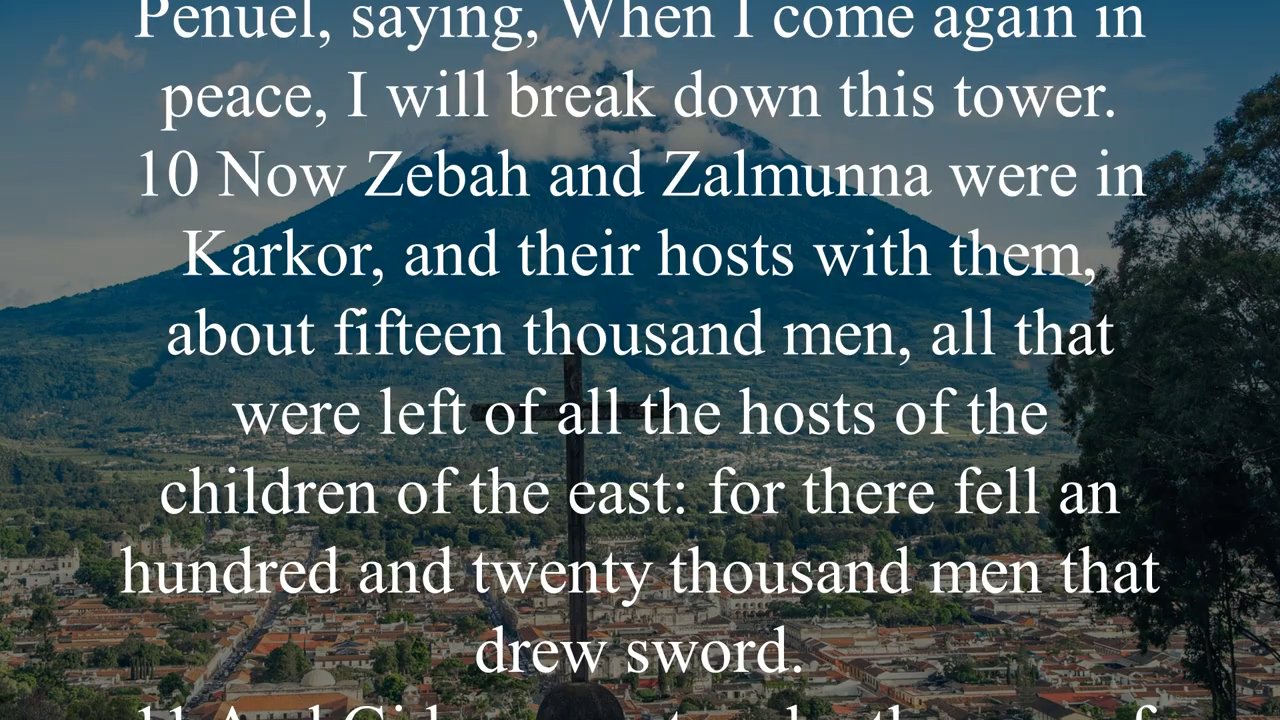 Penuel, saying, When I come again in
peace, I will break down this tower.
10 Now Zebah and Zalmunna were in
Karkor, and their hosts with them,
about fifteen thousand men, all that
were left of all the hosts of the
children of the east: for there fell an
hundred and twenty thousand men that
drew sword.
11 And